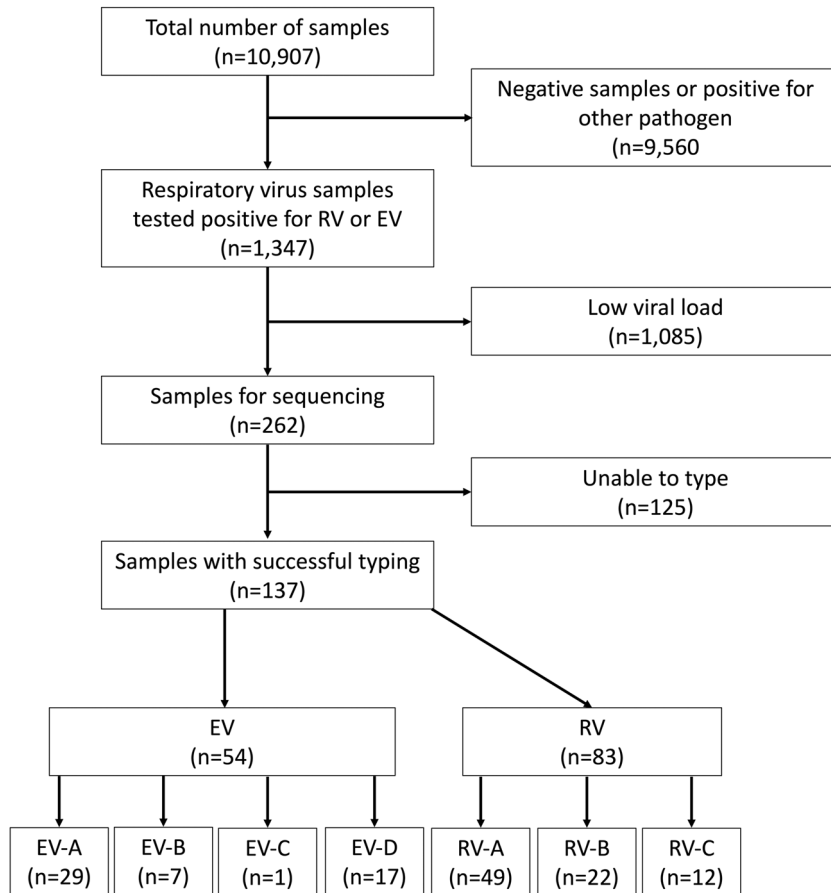 Total number of samples
(n=10,907)
Negative samples or positive for
other pathogen
(n=9,560
Respiratory virus samples
tested positive for RV or EV
(n=1,347)
Low viral load
(n=1,085)
Samples for sequencing
(n=262)
Unable to type
(n=125)
Samples with successful typing
(n=137)
EV
(n=54)
RV
(n=83)
EV-A
(n=29)
EV-B
(n=7)
EV-C
(n=1)
EV-D
(n=17)
RV-A
(n=49)
RV-B
(n=22)
RV-C
(n=12)